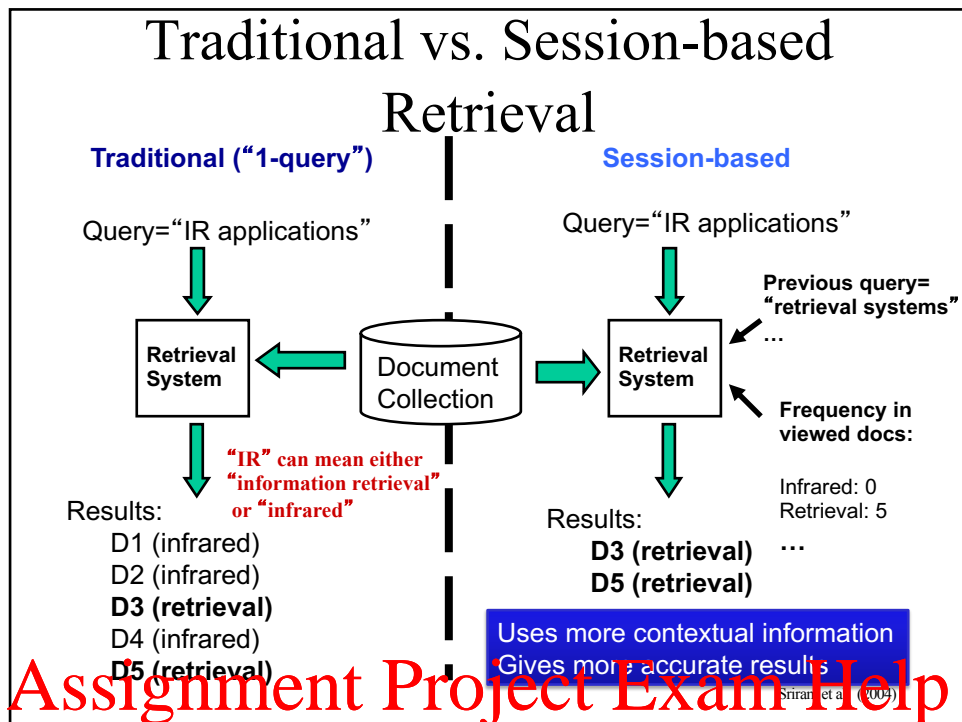 Traditional vs. Session-based
Retrieval
Traditional (“1-query”)
Query=“IR applications”
Retrieval
System
Document
Collection
“IR” can mean either
“information retrieval”
or “infrared”
Results:
D1 (infrared)
D2 (infrared)
D3 (retrieval)
D4 (infrared)
D5 (retrieval)
Session-based
Query=“IR applications”
Retrieval
System
Previous query=
“retrieval systems”
…
Frequency in
viewed docs:
Infrared: 0
Retrieval: 5
…
Results:
D3 (retrieval)
D5 (retrieval)
Uses more contextual information
Gives more accurate results
(2004)
Assignment Project Exam Help